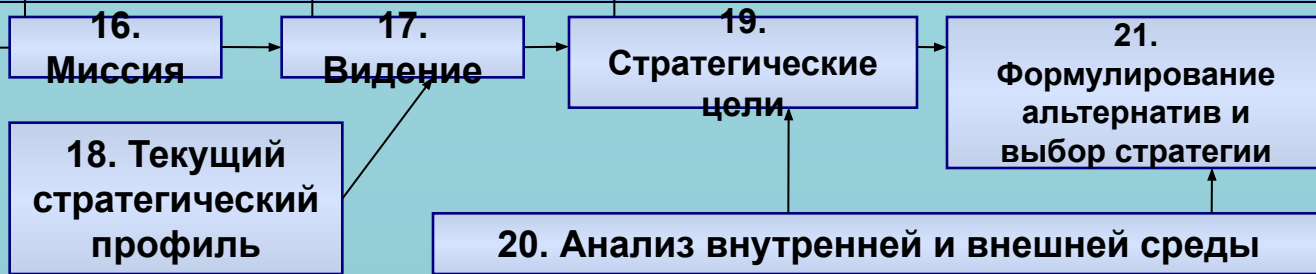 16.
Миссия
17.
Видение
19.
Стратегические
цели
21.
Формулирование
альтернатив и
выбор стратегии
18. Текущий
стратегический
профиль
20. Анализ внутренней и внешней среды